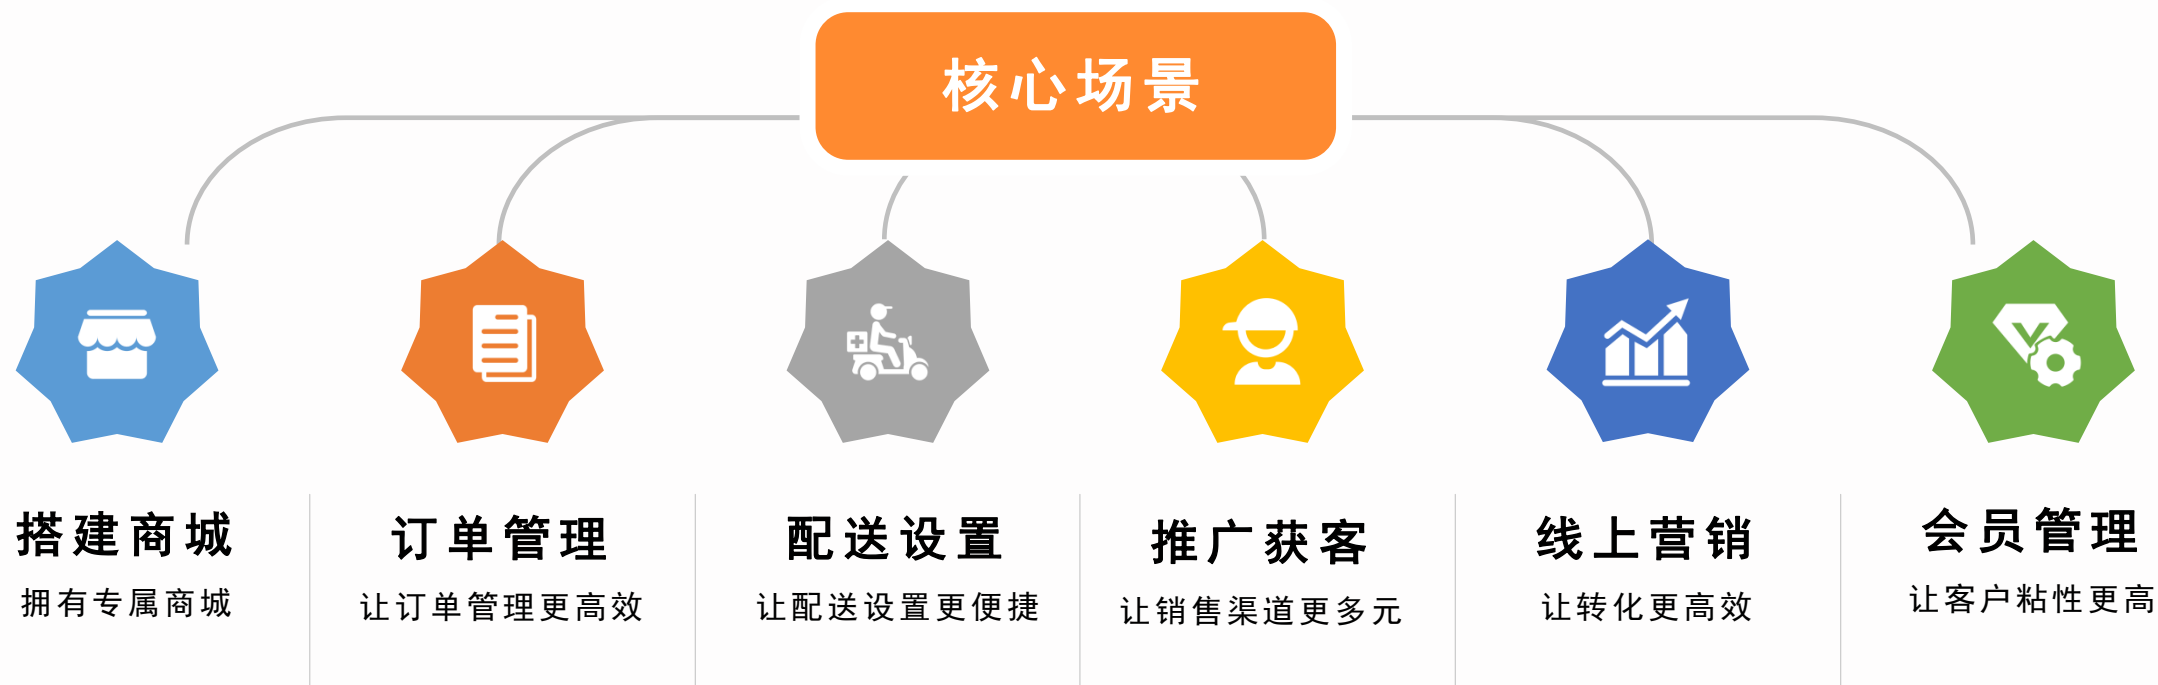 核心场景
搭建商城
拥有专属商城
订单管理
让订单管理更高效
配送设置
让配送设置更便捷
推广获客
让销售渠道更多元
线上营销
让转化更高效
会员管理
让客户粘性更高